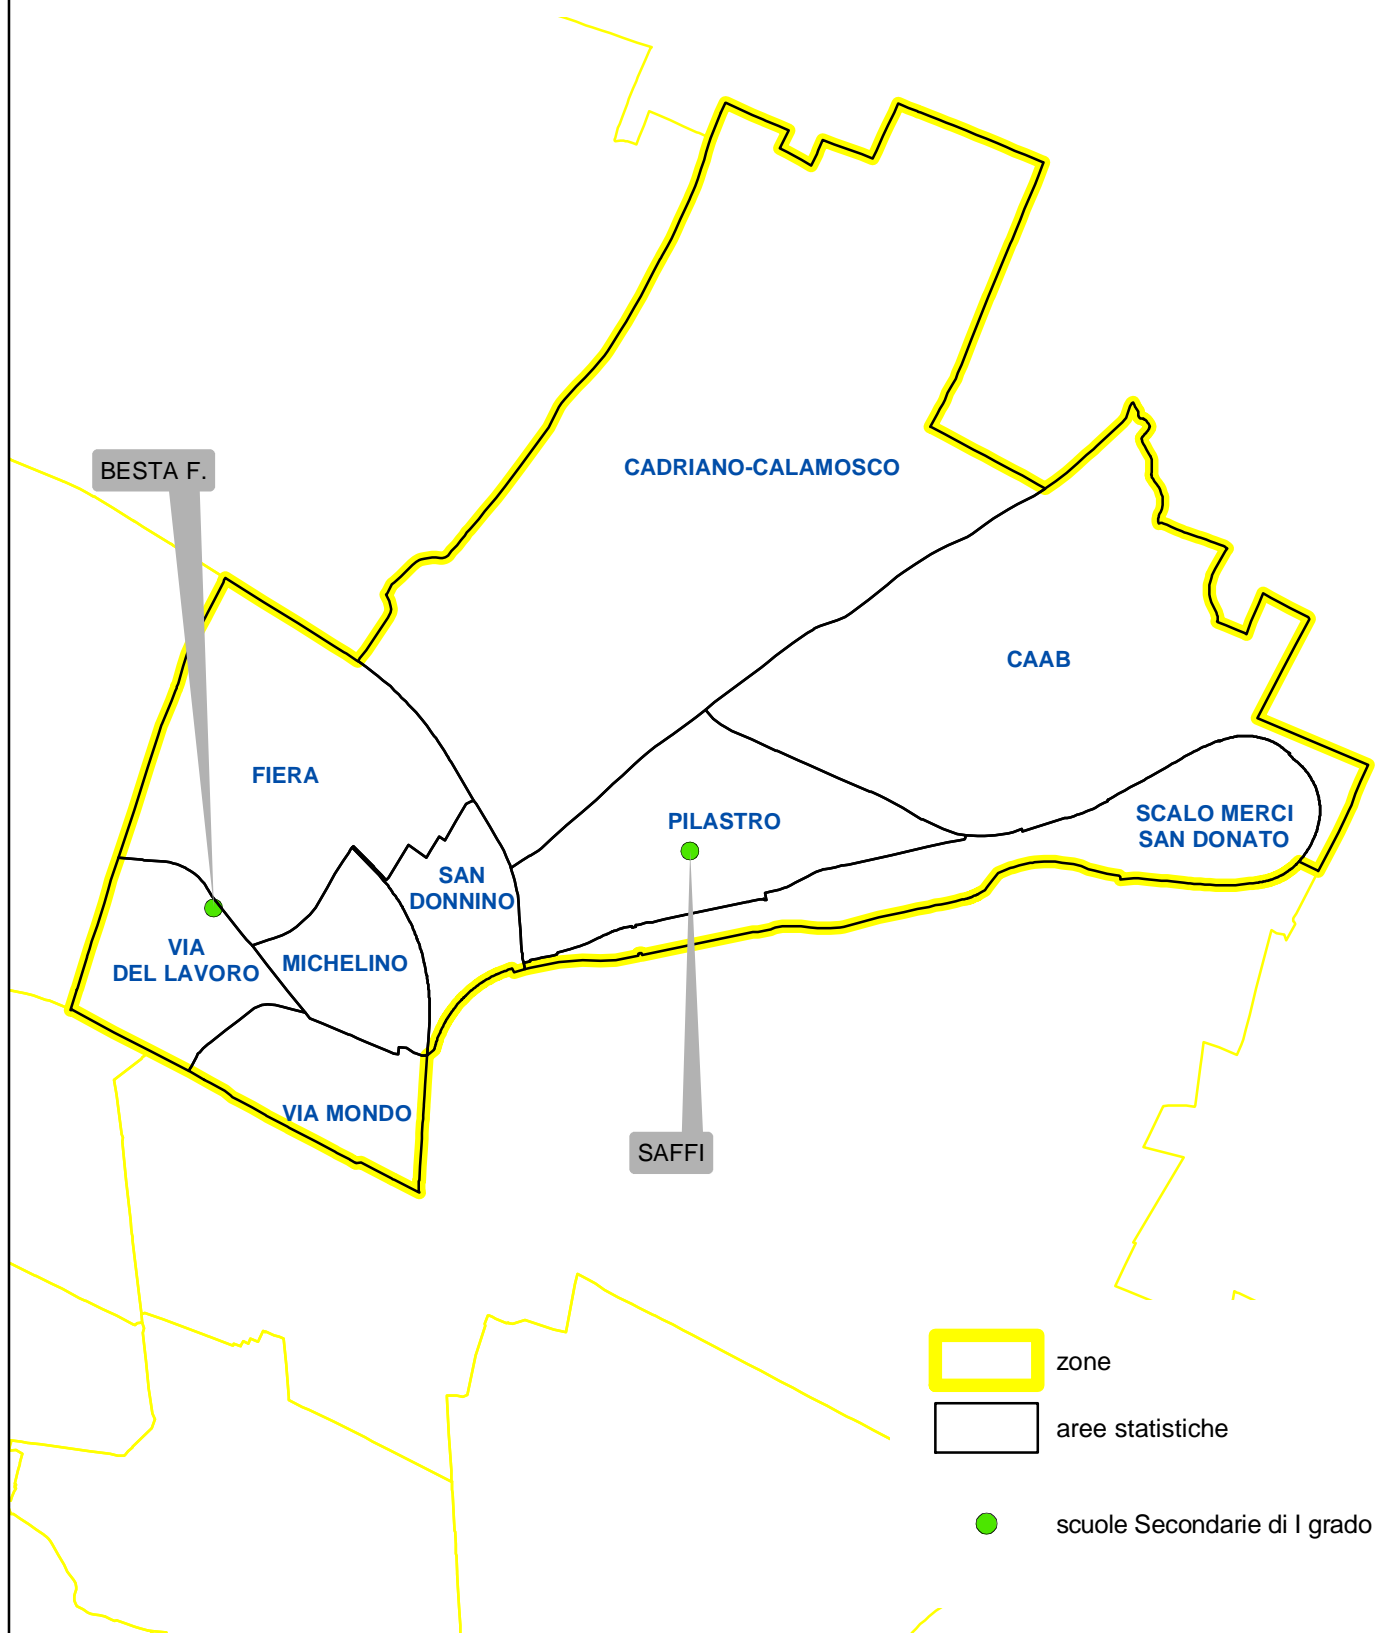 CADRIANO-CALAMOSCO
BESTA F.
CAAB
FIERA
PILASTRO
SCALO MERCI
SAN DONATO
SAN
DONNINO
VIA
DEL LAVORO
MICHELINO
VIA MONDO
SAFFI
zone
aree statistiche
scuole Secondarie di I grado